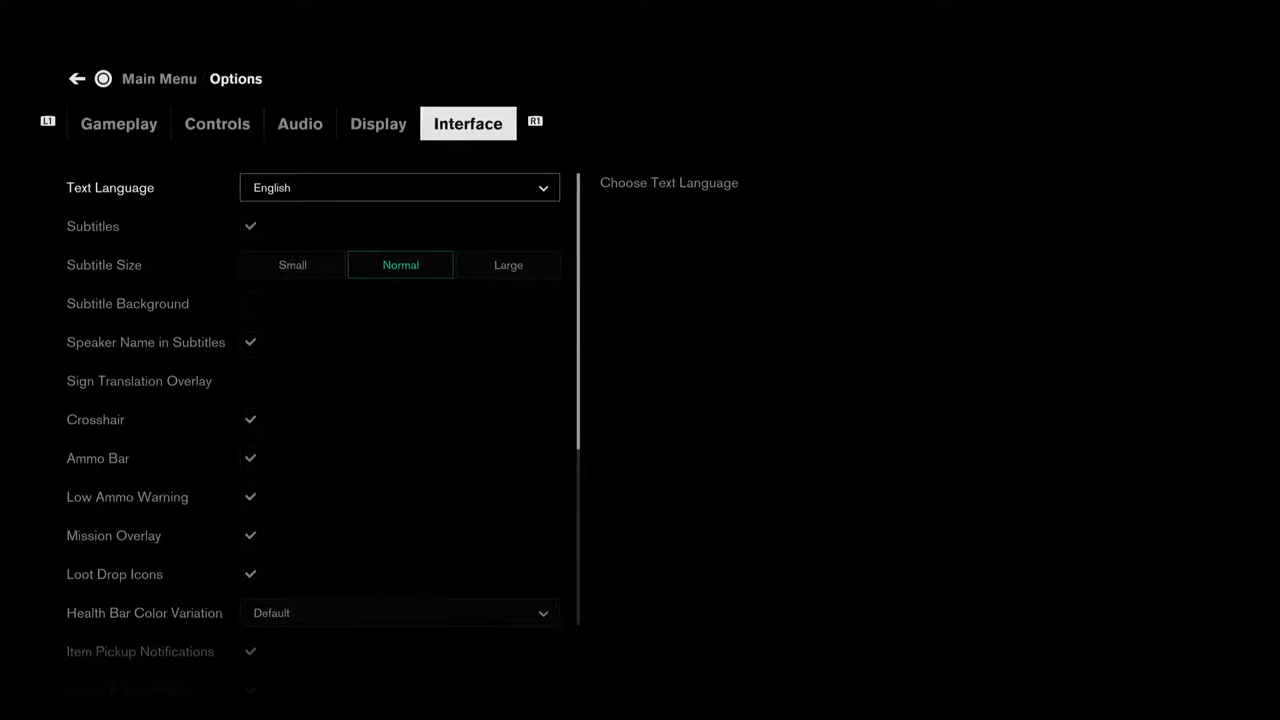 Main Menu Options
L1 Gameplay Controls Audio Display Interface R1
Text Language English Choose Text Language
Subtitles
Subtitle Size Small Normal Large
Subtitle Background
Speaker Name in Subtitles
Sign Translation Overlay
Crosshair
Ammo Bar
Low Ammo Warning
Mission Overlay
Loot Drop Icons
Health Bar Color Variation Default
Item Pickup Notifications